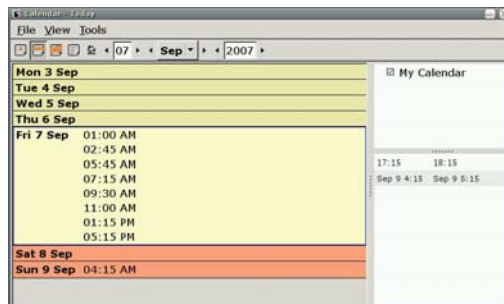 Calendar - Today
File View Tools
07 Sep 2007
Mon 3 Sep
Tue 4 Sep
Wed 5 Sep
Thu 6 Sep
Fri 7 Sep 01:00 AM
02:45 AM
05:45 AM
07:15 AM
09:30 AM
11:00 AM
01:15 PM
05:15 PM
Sat 8 Sep
Sun 9 Sep 04:15 AM
My Calendar
17:15 18:15
Sep 9 4:15 Sep 9 5:15